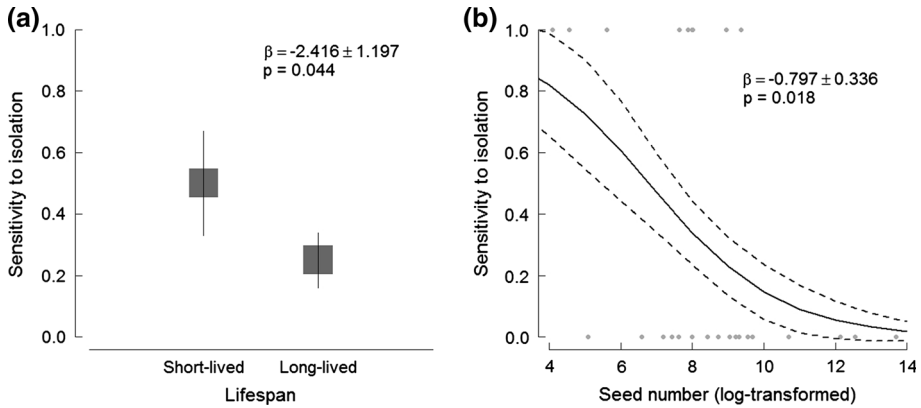 (a)
1.0
0.8
0.6
0.4
0.2
0.0
Sensitivity to isolation
β = -2.416 ± 1.197
p = 0.044
Short-lived Long-lived
Lifespan
(b)
1.0
0.8
0.6
0.4
0.2
0.0
Sensitivity to isolation
β = -0.797 ± 0.336
p = 0.018
4 6 8 10 12 14
Seed number (log-transformed)